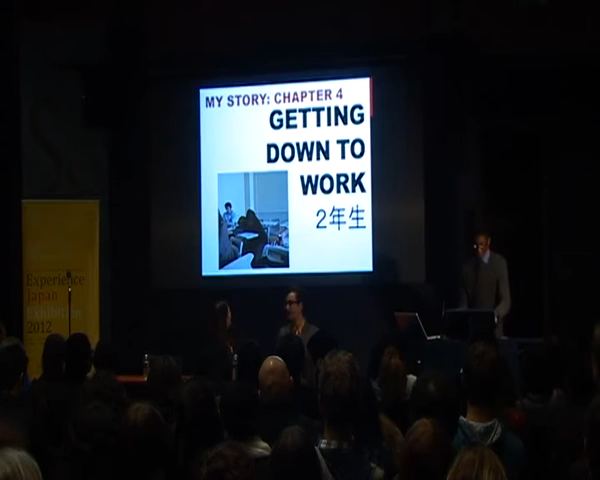 MY STORY: CHAPTER 4
GETTING
DOWN TO
WORK
2年生
Experience
Japan
Exhibition
2012